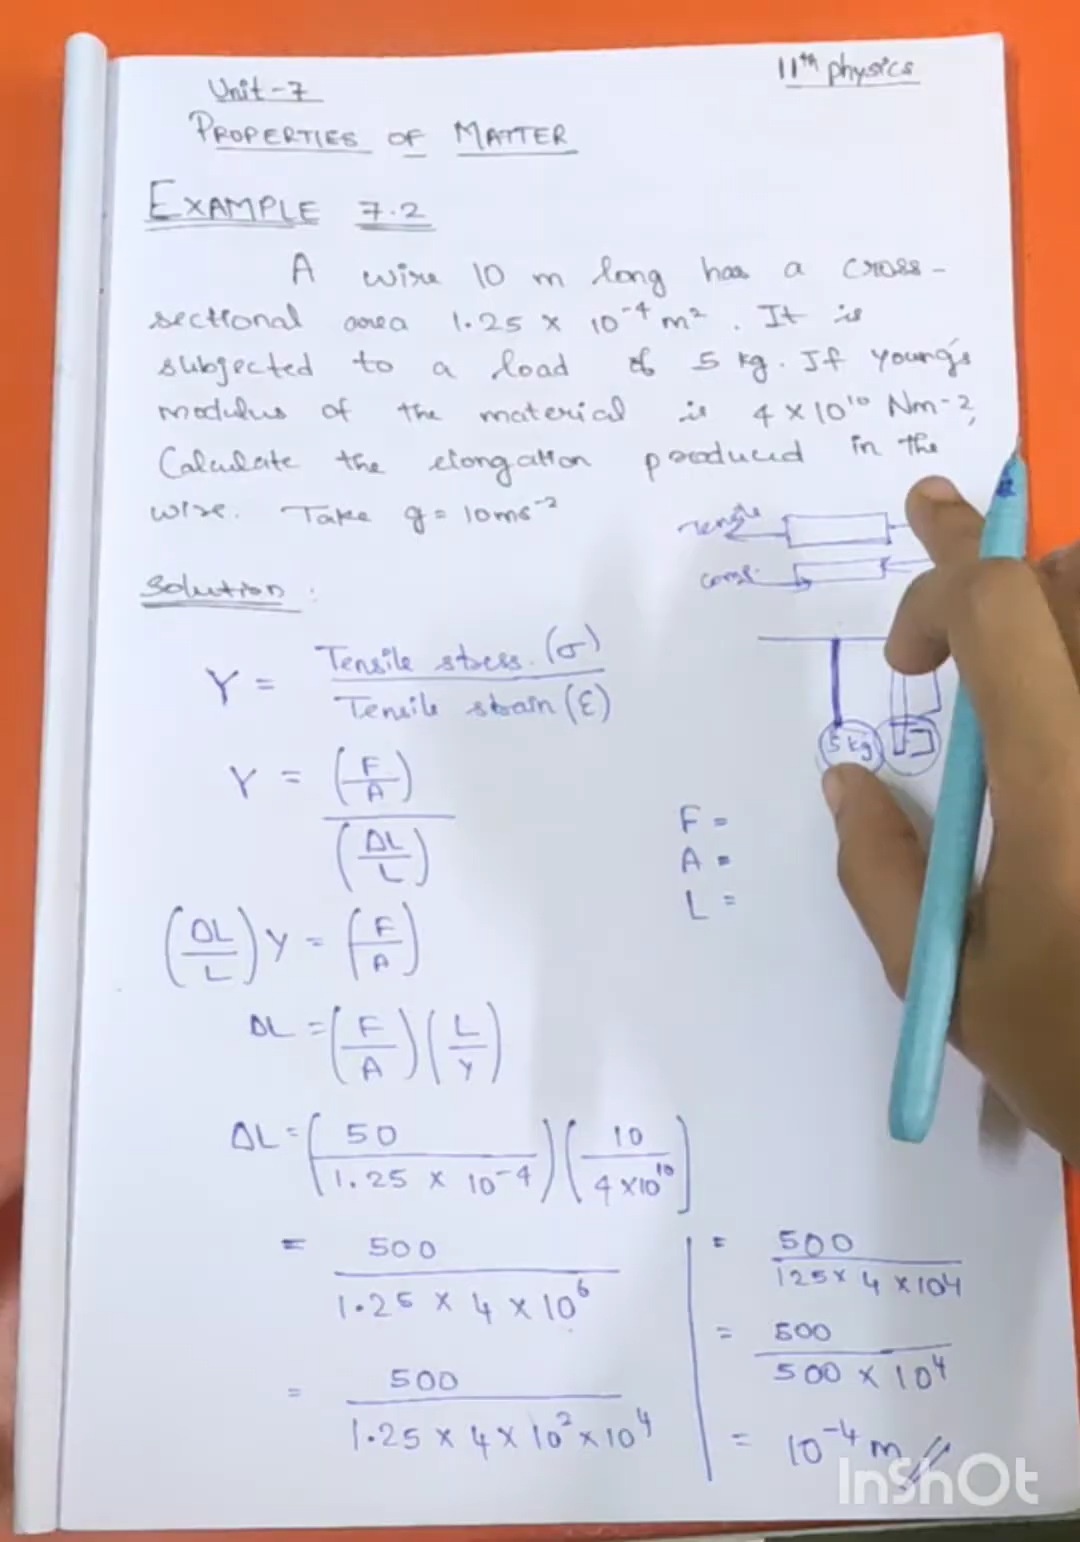 Unit-7
11th physics
PROPERTIES OF MATTER
EXAMPLE 7.2
A wire 10 m long has a cross-
sectional area 1.25 × 10⁻⁴ m². It is
subjected to a load of 5 kg. If young's
modulus of the material is 4 × 10¹⁰ Nm-2,
Calculate the elongation produced in the
wire. Take g = 10ms⁻²
Tensile
comp.
Solution :
Y = Tensile stress. (σ)
Tensile strain (ε)
5 kg
Y = (F/A)
(ΔL/L)
F =
A =
L =
(ΔL/L) Y = (F/A)
ΔL = (F/A) (L/Y)
ΔL = (50 / 1.25 × 10⁻⁴) (10 / 4 × 10¹⁰)
= 500 / 1.25 × 4 × 10⁶
= 500 / 1.25 × 4 × 10² × 10⁴
= 500 / 125 × 4 × 104
= 500 / 500 × 10⁴
= 10⁻⁴ m //
InShOt